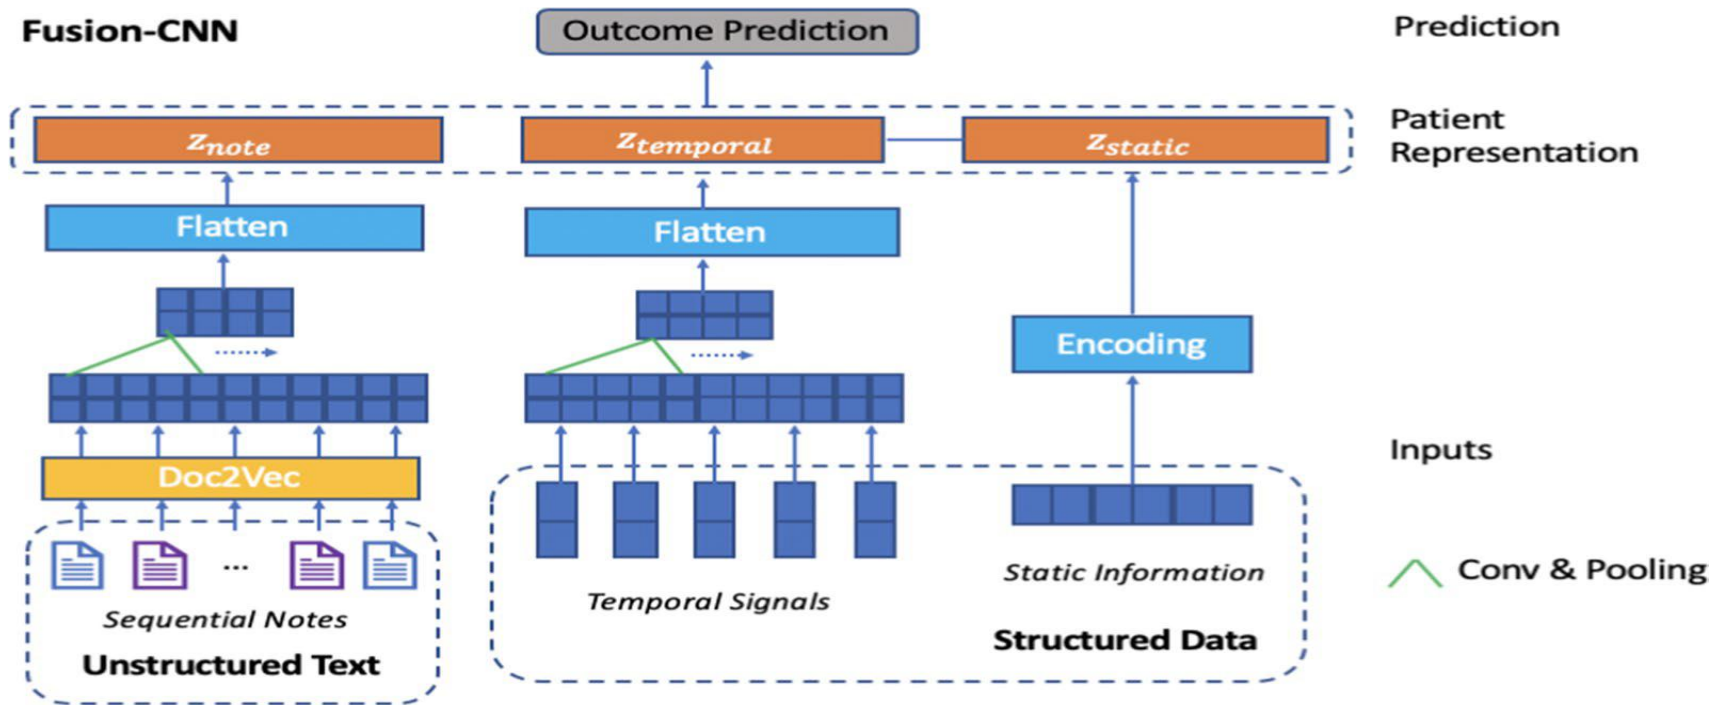 Fusion-CNN
Outcome Prediction
Prediction
z_note
z_temporal
z_static
Patient
Representation
Flatten
Flatten
Encoding
Doc2Vec
Inputs
...
Sequential Notes
Unstructured Text
Temporal Signals
Static Information
Structured Data
Conv & Pooling